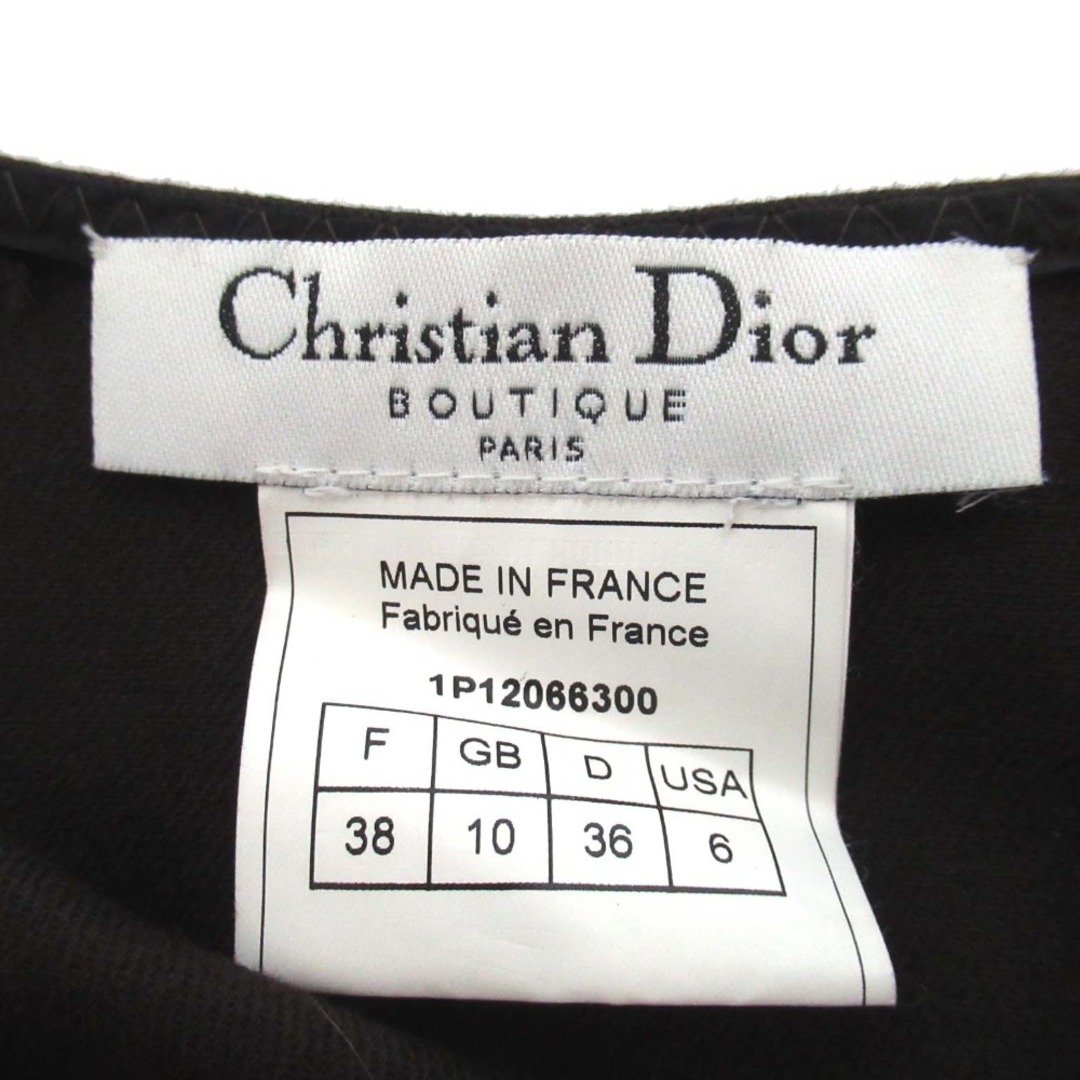 Christian Dior
BOUTIQUE
PARIS
MADE IN FRANCE
Fabriqué en France
1P12066300
F GB D USA
38 10 36 6